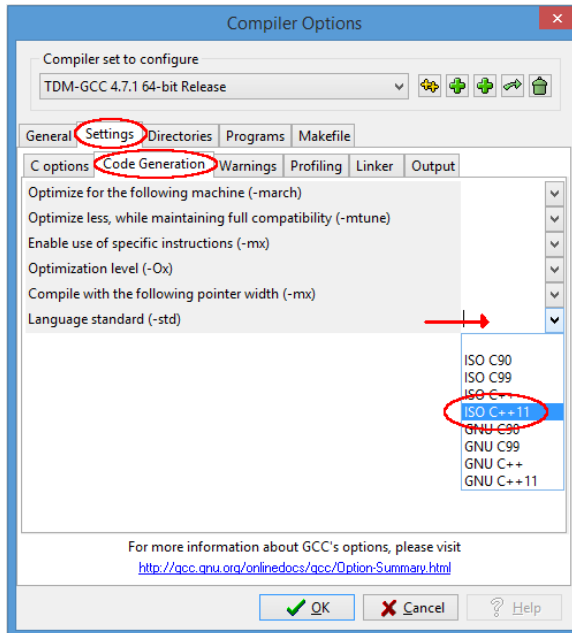 Compiler Options
Compiler set to configure
TDM-GCC 4.7.1 64-bit Release
General Settings Directories Programs Makefile
C options Code Generation Warnings Profiling Linker Output
Optimize for the following machine (-march)
Optimize less, while maintaining full compatibility (-mtune)
Enable use of specific instructions (-mx)
Optimization level (-Ox)
Compile with the following pointer width (-mx)
Language standard (-std)
ISO C90
ISO C99
ISO C++
ISO C++11
GNU C90
GNU C99
GNU C++
GNU C++11
For more information about GCC's options, please visit
http://gcc.gnu.org/onlinedocs/gcc/Option-Summary.html
OK Cancel ? Help